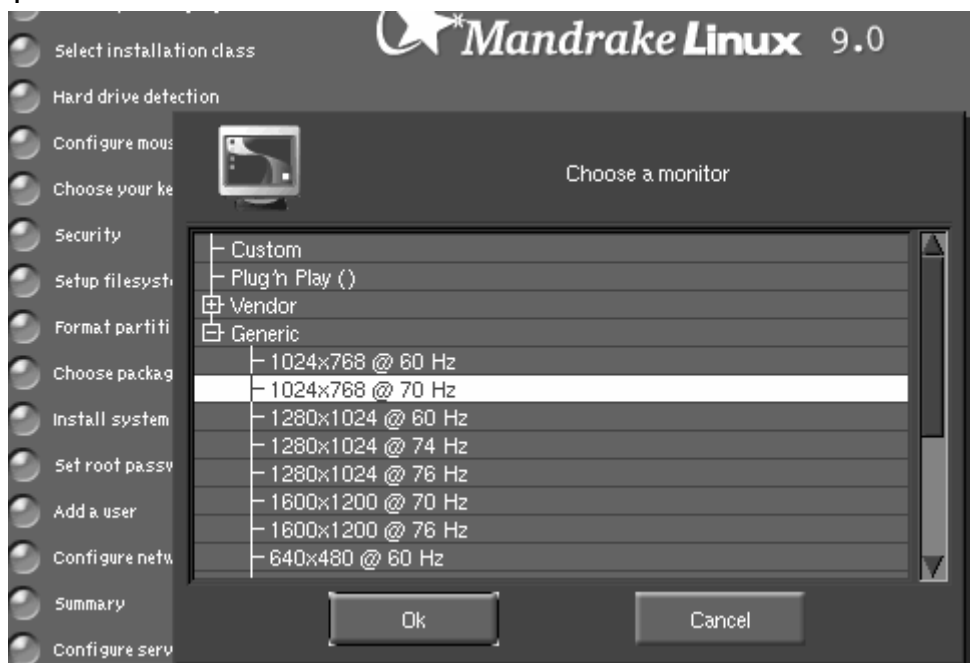 Mandrake Linux 9.0
Select installation class
Hard drive detection
Configure mous
Choose your ke
Security
Setup filesyste
Format partiti
Choose packag
Install system
Set root passw
Add a user
Configure netw
Summary
Configure serv
Choose a monitor
Custom
Plug'n Play ()
Vendor
Generic
1024x768 @ 60 Hz
1024x768 @ 70 Hz
1280x1024 @ 60 Hz
1280x1024 @ 74 Hz
1280x1024 @ 76 Hz
1600x1200 @ 70 Hz
1600x1200 @ 76 Hz
640x480 @ 60 Hz
Ok
Cancel